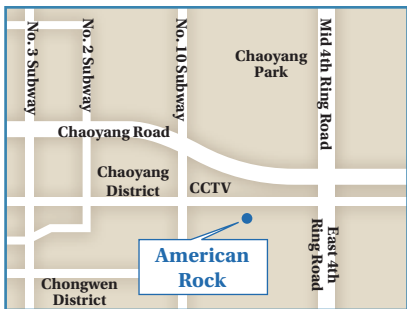 No. 3 Subway
No. 2 Subway
No. 10 Subway
Mid 4th Ring Road
Chaoyang
Park
Chaoyang Road
Chaoyang
District
CCTV
American
Rock
East 4th
Ring Road
Chongwen
District